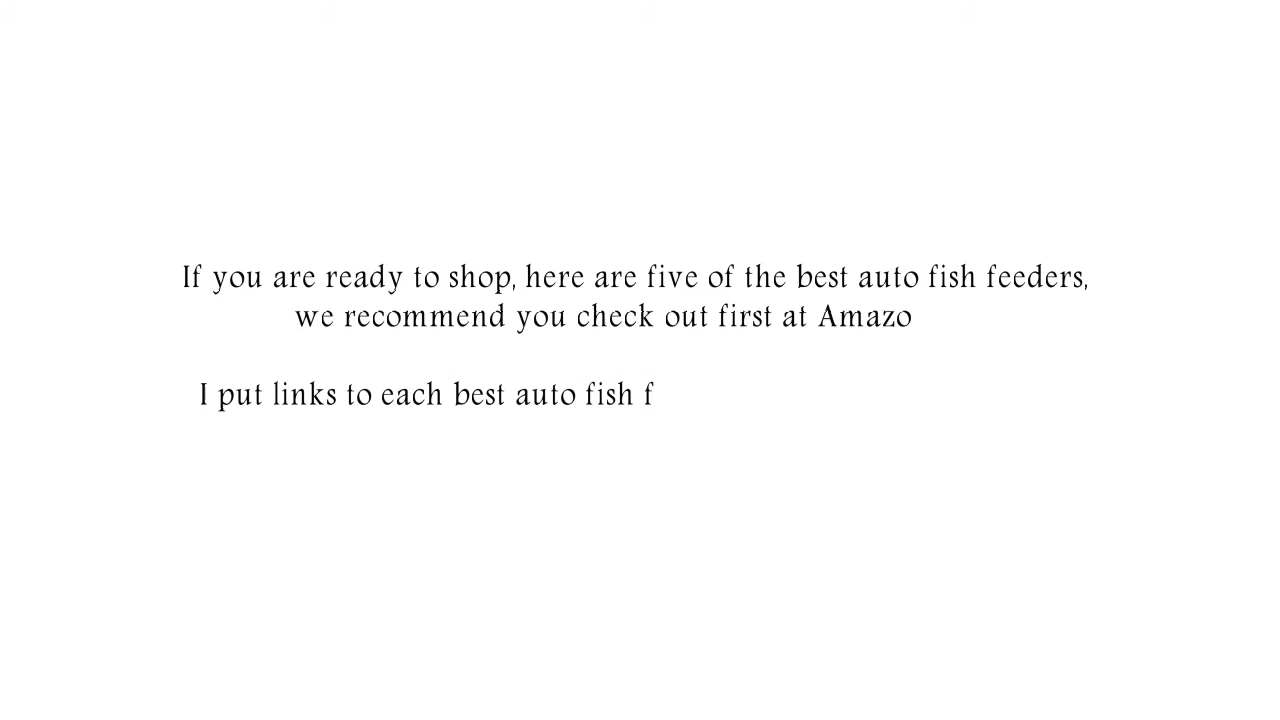 If you are ready to shop, here are five of the best auto fish feeders,
we recommend you check out first at Amazo
I put links to each best auto fish f